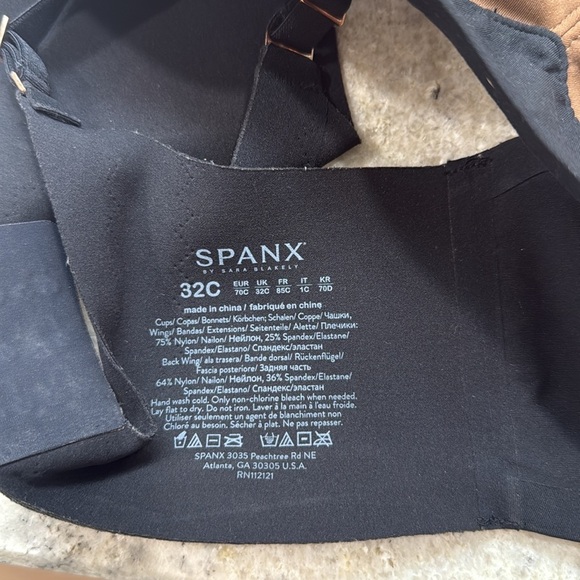 SPANX
BY SARA BLAKELY
32C EUR 70C UK 32C FR 85C IT 1C KR 70D
made in china / fabriqué en chine
Cups/ Copas/ Bonnets/ Körbchen; Schalen/ Coppe/ Чашки,
Wings/ Bandas/ Extensions/ Seitenteile/ Alette/ Плечики:
75% Nylon/ Nailon/ Нейлон, 25% Spandex/Elastane/
Spandex/Elastano/ Спандекс/эластан
Back Wing/ ala trasera/ Bande dorsal/ Rückenflügel/
Fascia posteriore/ Задняя часть
64% Nylon/ Nailon/ Нейлон, 36% Spandex/Elastane/
Spandex/Elastano/ Спандекс/эластан
Hand wash cold. Only non-chlorine bleach when needed.
Lay flat to dry. Do not iron. Laver à la main à l'eau froide.
Utiliser seulement un agent de blanchiment non
Chloré au besoin. Sécher à plat. Ne pas repasser.
SPANX 3035 Peachtree Rd NE
Atlanta, GA 30305 U.S.A.
RN112121